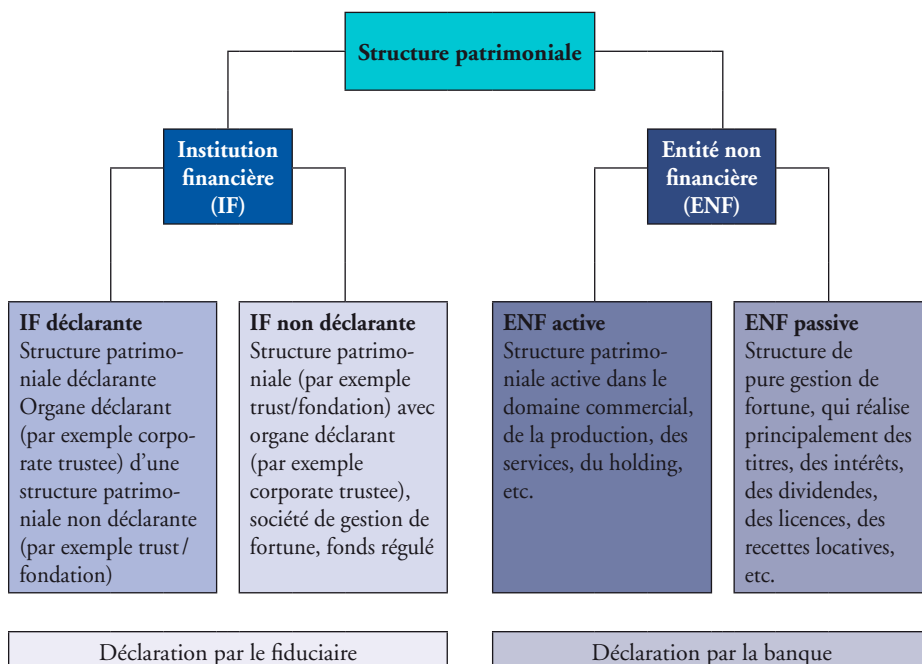 Structure patrimoniale
Institution
financière
(IF)
Entité non
financière
(ENF)
IF déclarante
Structure patrimo-
niale déclarante
Organe déclarant
(par exemple corpo-
rate trustee) d’une
structure patrimo-
niale non déclarante
(par exemple trust/
fondation)
IF non déclarante
Structure patrimo-
niale (par exemple
trust/fondation) avec
organe déclarant
(par exemple
corporate trustee),
société de gestion de
fortune, fonds régulé
ENF active
Structure patrimo-
niale active dans le
domaine commercial,
de la production, des
services, du holding,
etc.
ENF passive
Structure de
pure gestion de
fortune, qui réalise
principalement des
titres, des intérêts,
des dividendes,
des licences, des
recettes locatives,
etc.
Déclaration par le fiduciaire
Déclaration par la banque